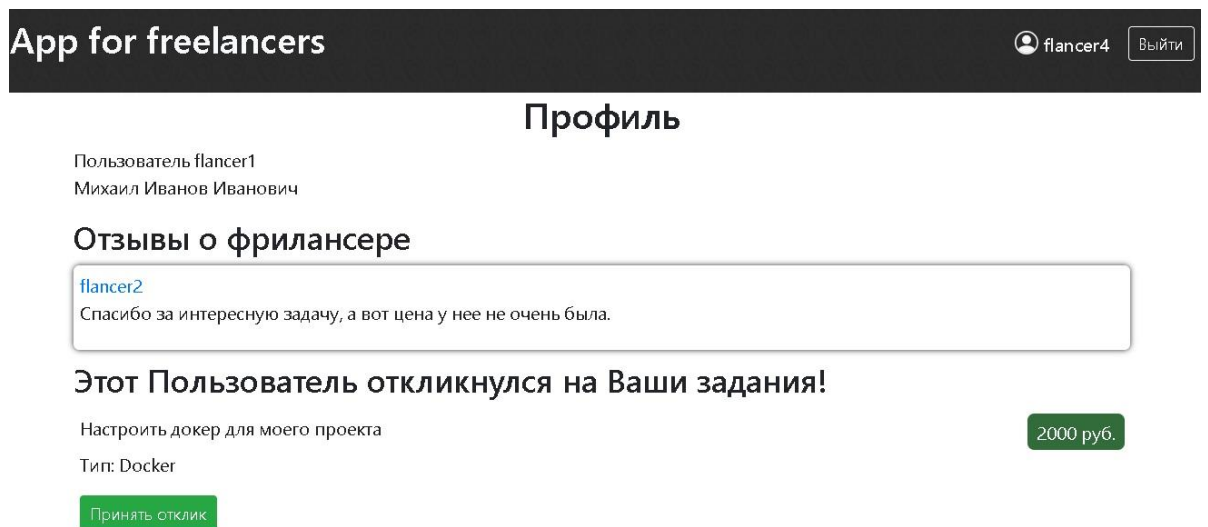 App for freelancers
flancer4 Выйти
Профиль
Пользователь flancer1
Михаил Иванов Иванович
Отзывы о фрилансере
flancer2
Спасибо за интересную задачу, а вот цена у нее не очень была.
Этот Пользователь откликнулся на Ваши задания!
Настроить докер для моего проекта
2000 руб.
Тип: Docker
Принять отклик